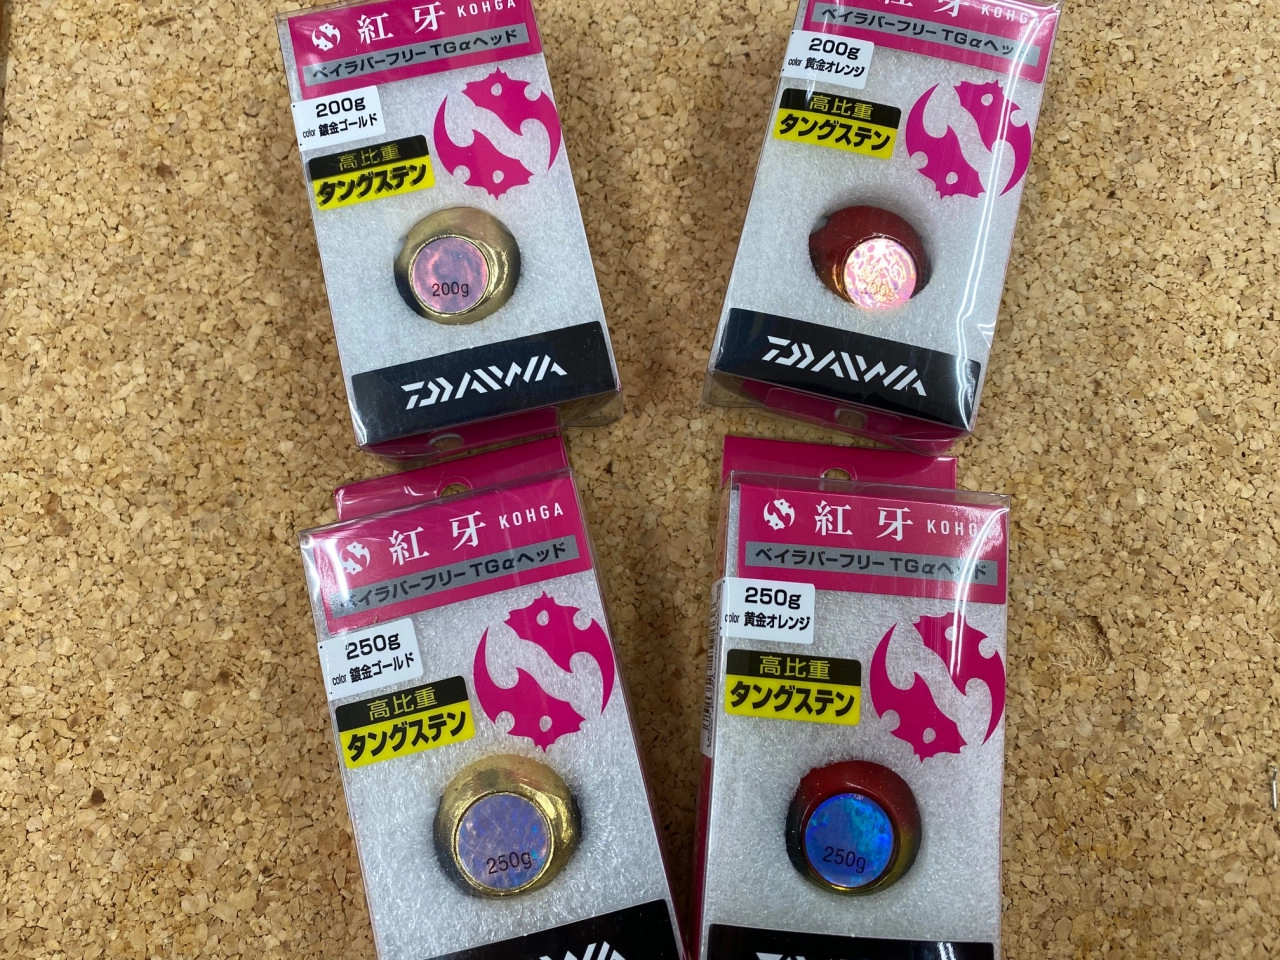 紅牙 KOHGA
ベイラバーフリーTGαヘッド
200g
color 鍍金ゴールド
高比重
タングステン
200g
DAIWA
紅牙 KOHGA
ベイラバーフリーTGαヘッド
200g
color 黄金オレンジ
高比重
タングステン
DAIWA
紅牙 KOHGA
ベイラバーフリーTGαヘッド
250g
color 鍍金ゴールド
高比重
タングステン
250g
DAIWA
紅牙 KOHGA
ベイラバーフリーTGαヘッド
250g
color 黄金オレンジ
高比重
タングステン
250g
DAIWA